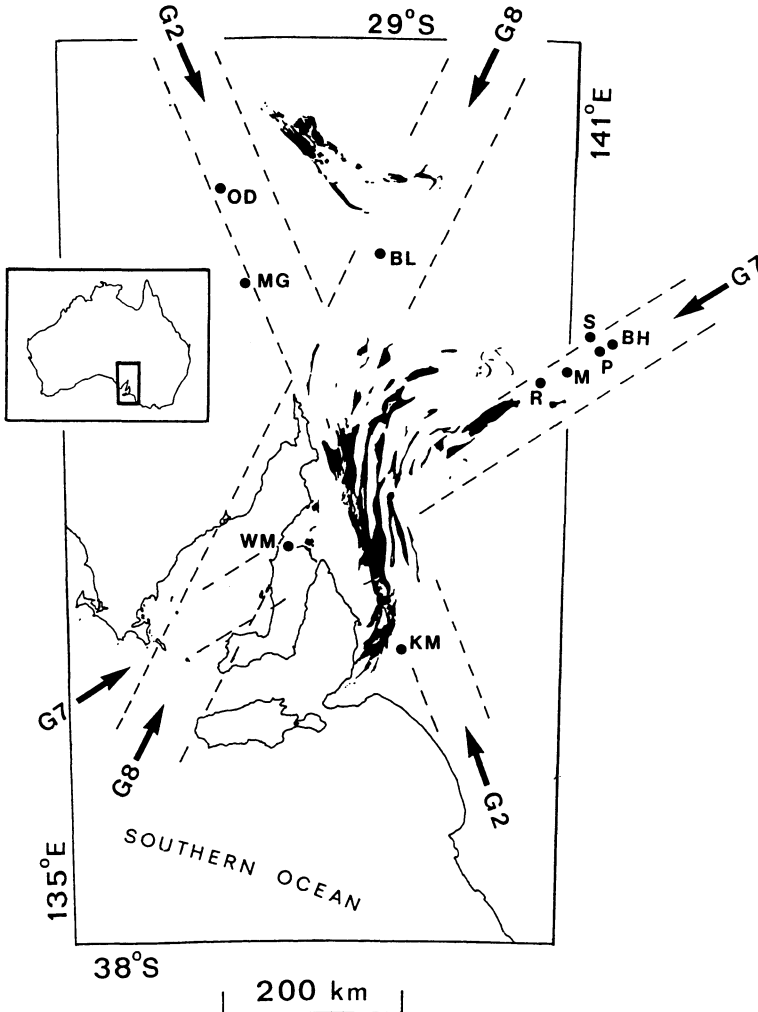 G2
29°S
G8
141°E
OD
BL
MG
G7
S
BH
P
M
R
WM
KM
G7
G8
G2
SOUTHERN OCEAN
135°E
38°S
200 km